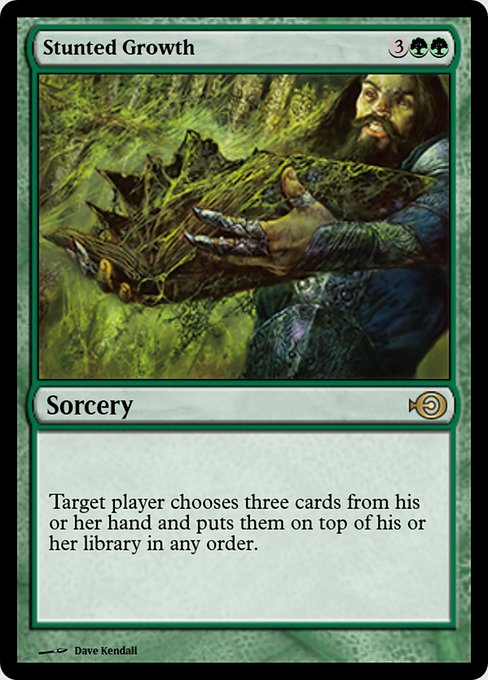 Stunted Growth 3
Sorcery
Target player chooses three cards from his
or her hand and puts them on top of his or
her library in any order.
Dave Kendall